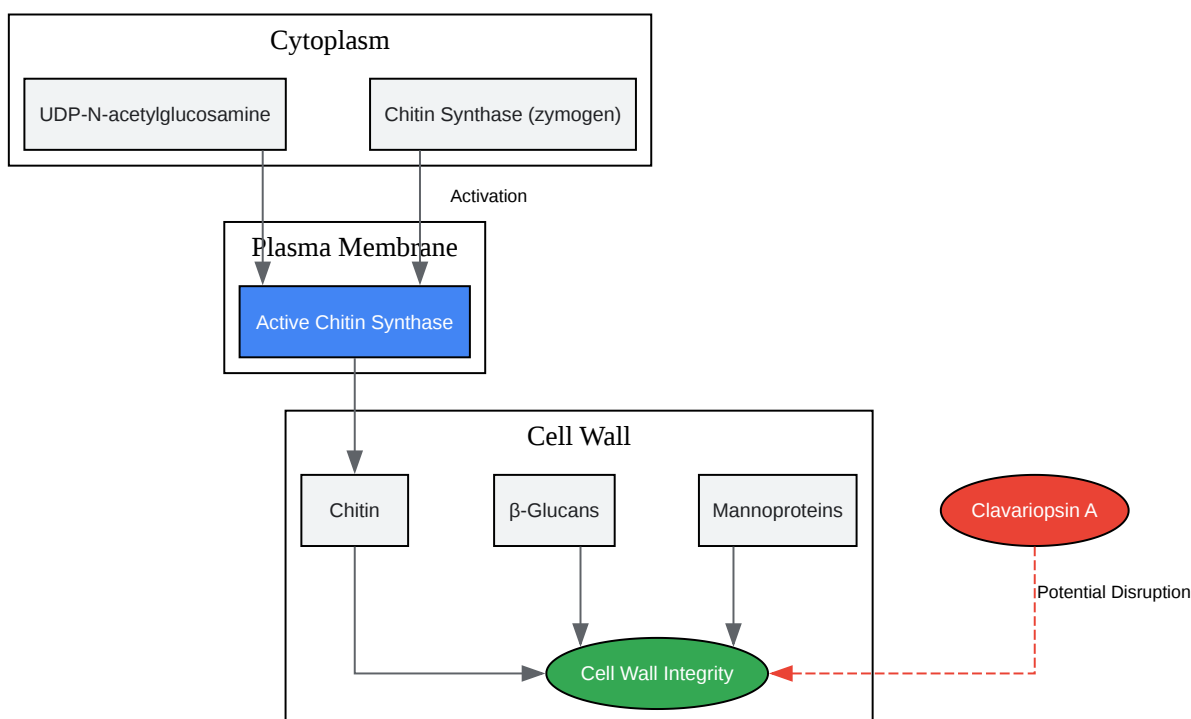 Cytoplasm
UDP-N-acetylglucosamine
Chitin Synthase (zymogen)
Activation
Plasma Membrane
Active Chitin Synthase
Cell Wall
Chitin
β-Glucans
Mannoproteins
Clavariopsin A
Potential Disruption
Cell Wall Integrity